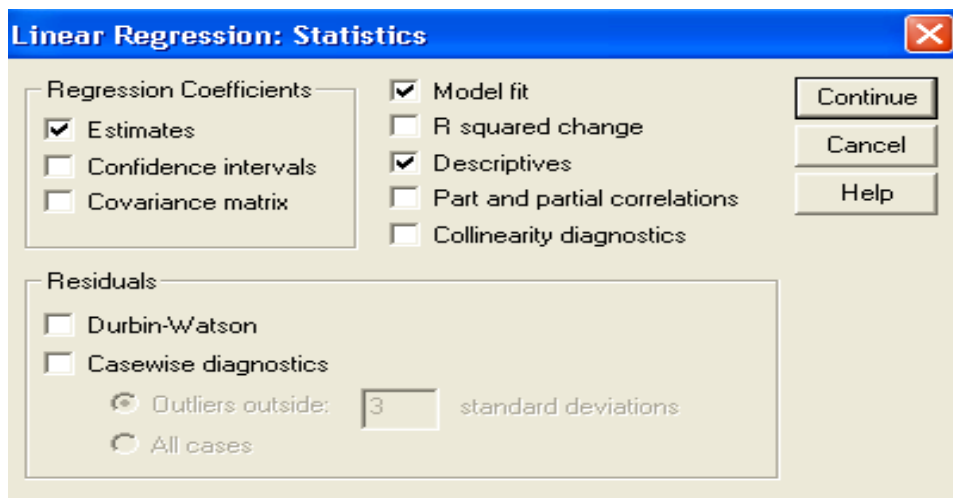 Linear Regression: Statistics
Regression Coefficients
Estimates
Confidence intervals
Covariance matrix
Model fit
R squared change
Descriptives
Part and partial correlations
Collinearity diagnostics
Continue
Cancel
Help
Residuals
Durbin-Watson
Casewise diagnostics
Outliers outside: 3 standard deviations
All cases